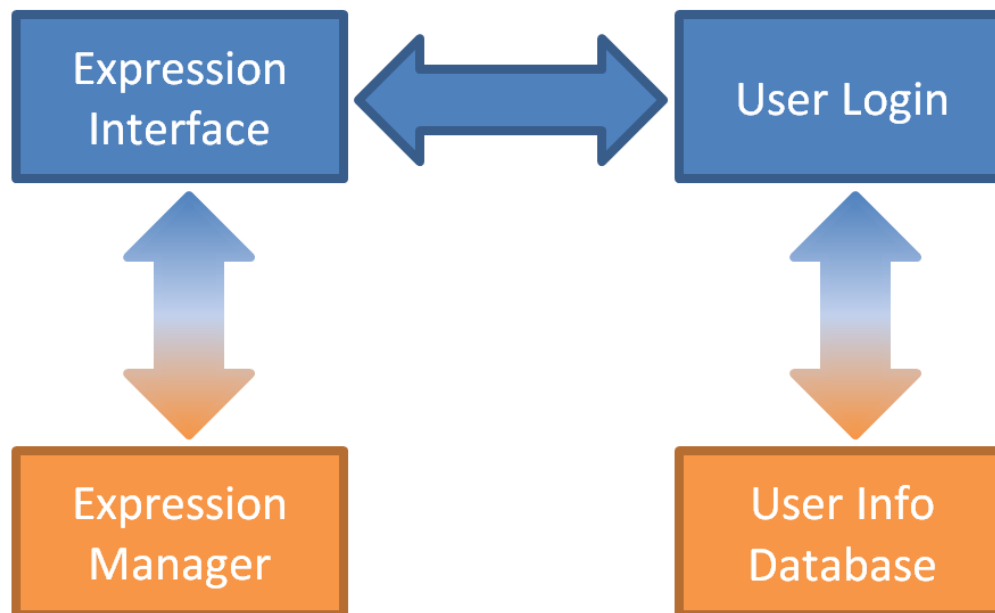 Expression
Interface
User Login
Expression
Manager
User Info
Database